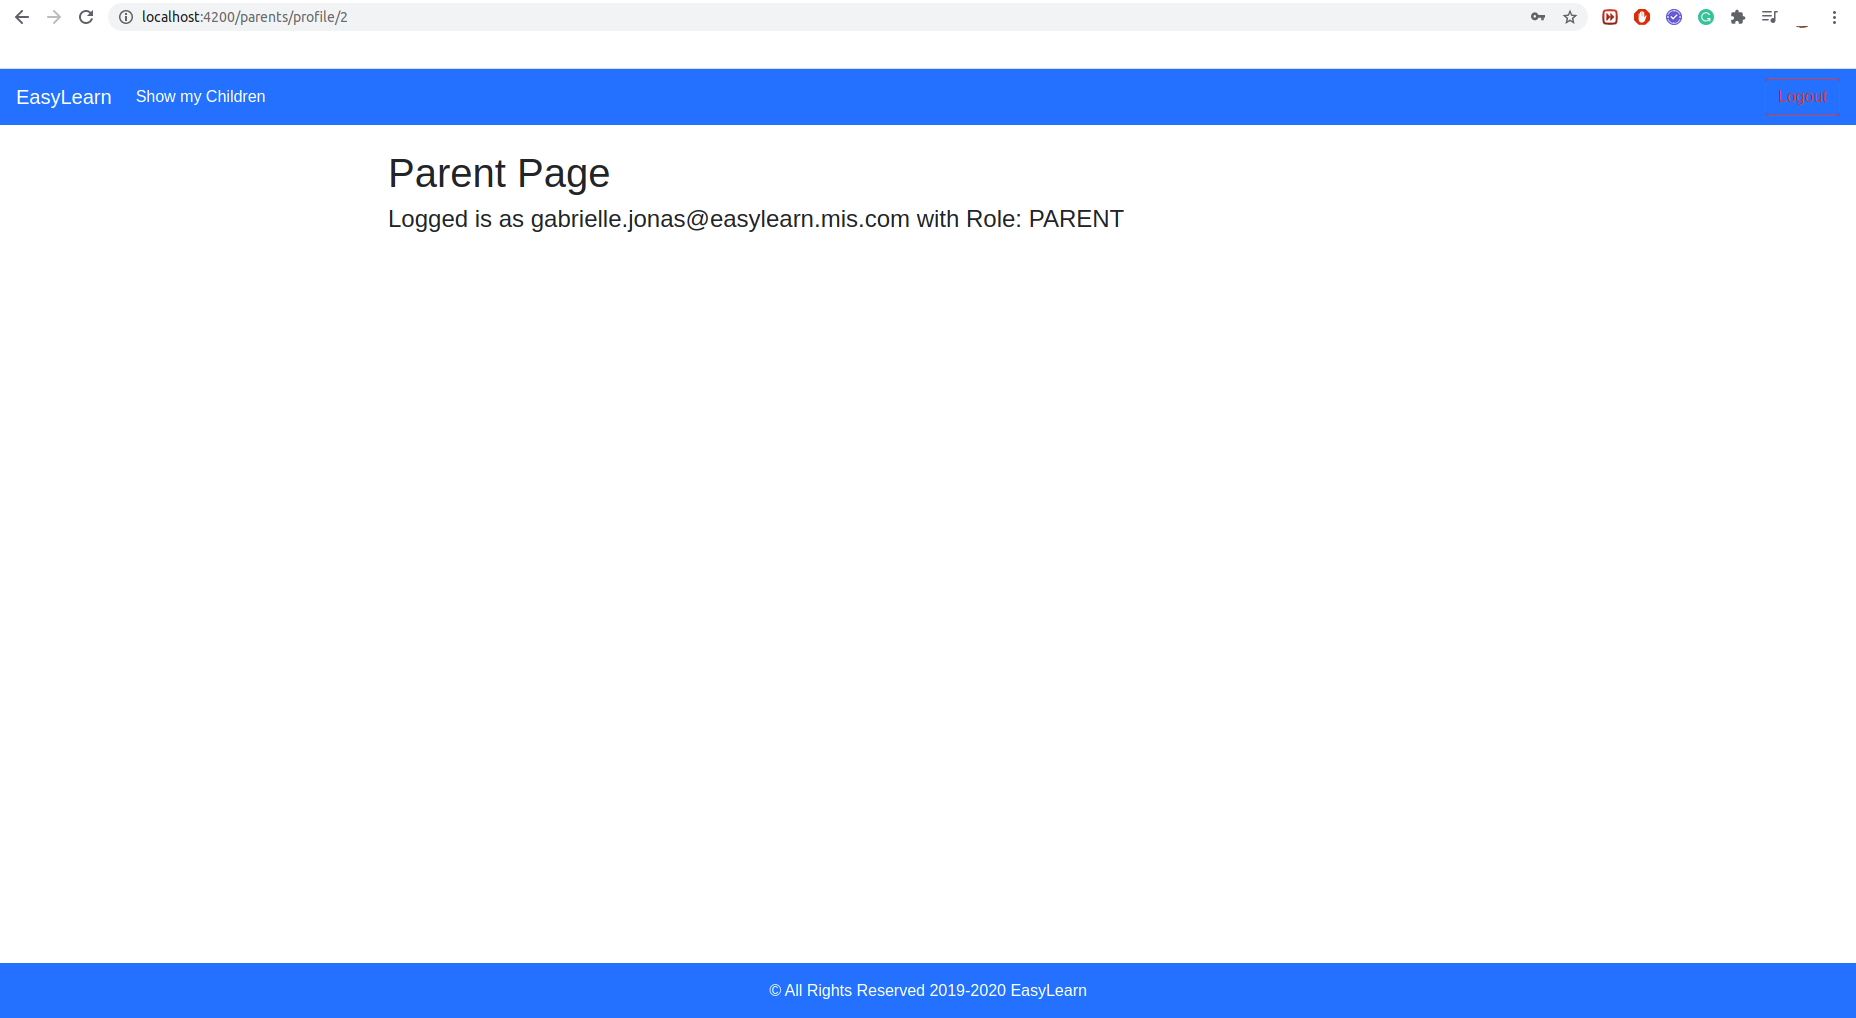 localhost:4200/parents/profile/2
EasyLearn Show my Children Logout
Parent Page
Logged is as gabrielle.jonas@easylearn.mis.com with Role: PARENT
© All Rights Reserved 2019-2020 EasyLearn